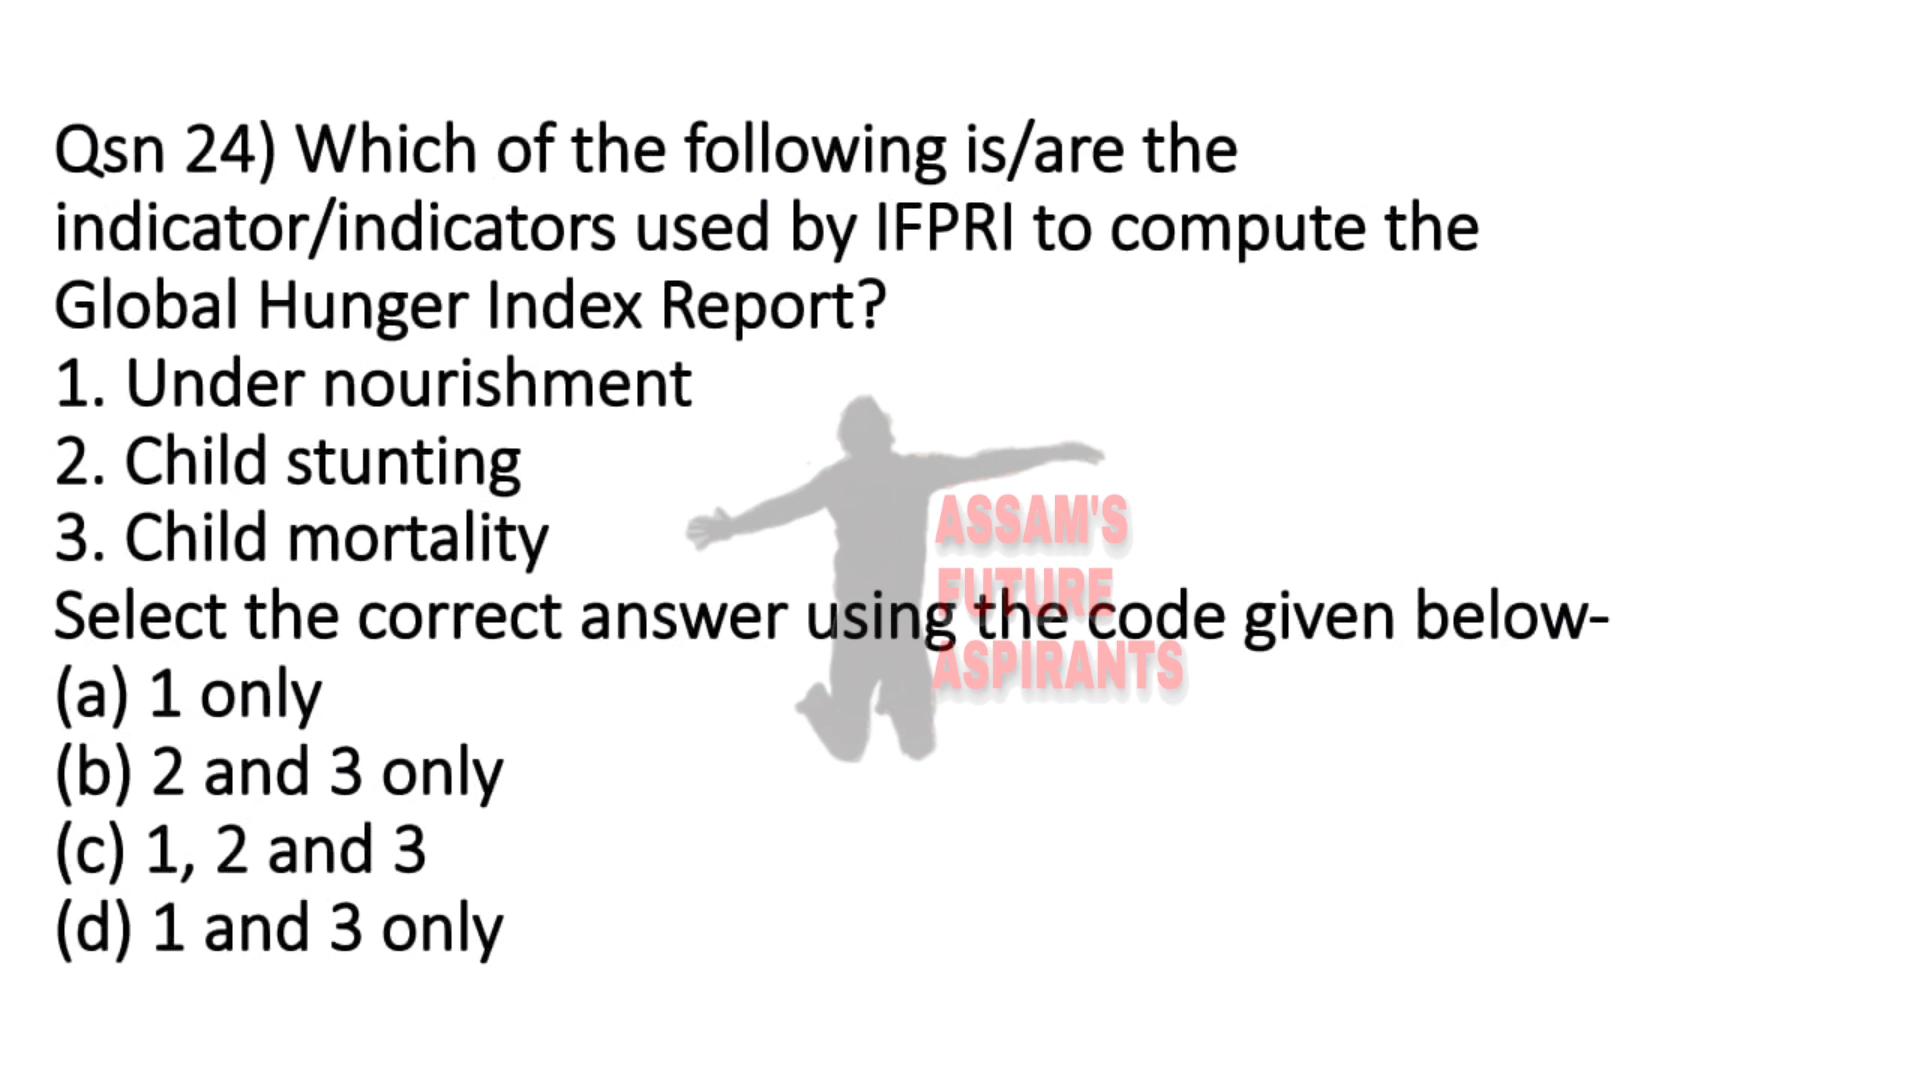 Qsn 24) Which of the following is/are the
indicator/indicators used by IFPRI to compute the
Global Hunger Index Report?
1. Under nourishment
2. Child stunting
3. Child mortality
Select the correct answer using the code given below-
(a) 1 only
(b) 2 and 3 only
(c) 1, 2 and 3
(d) 1 and 3 only
ASSAM'S
FUTURE
ASPIRANTS